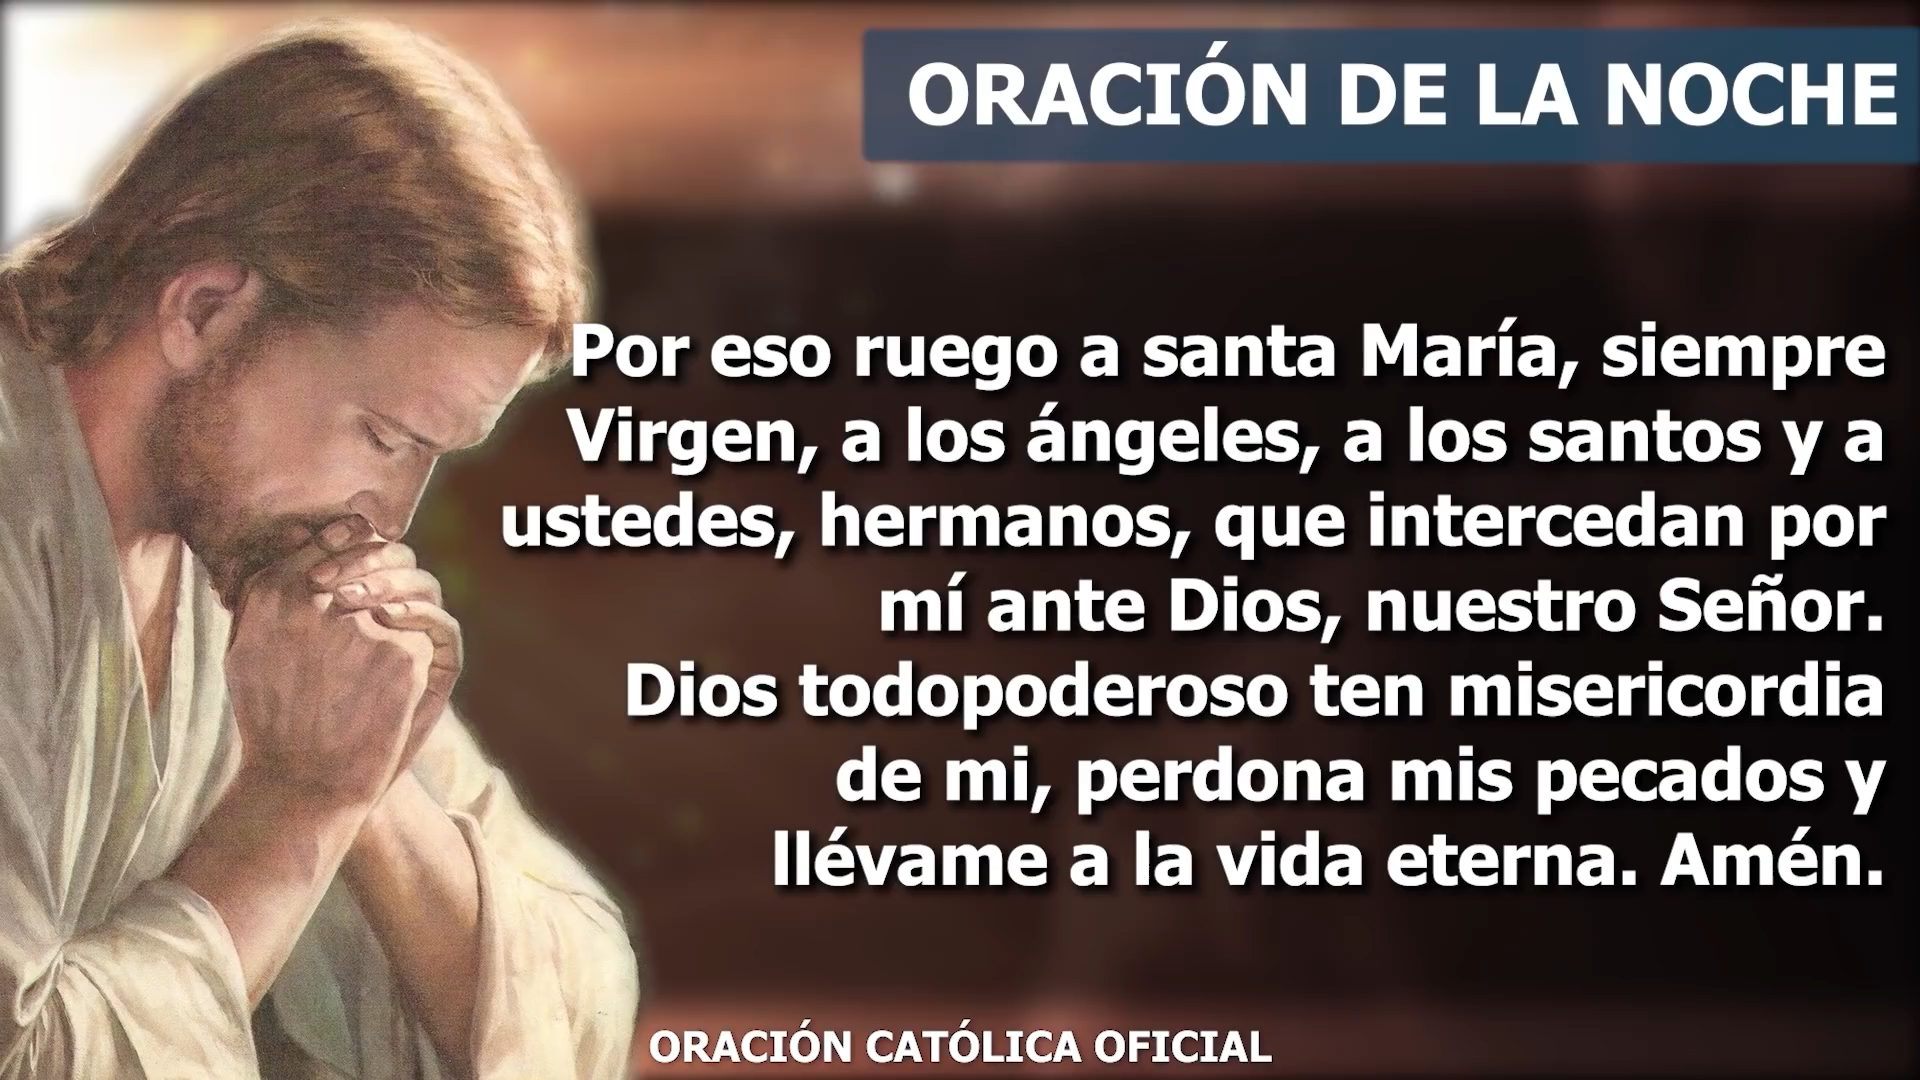 ORACIÓN DE LA NOCHE
Por eso ruego a santa María, siempre
Virgen, a los ángeles, a los santos y a
ustedes, hermanos, que intercedan por
mí ante Dios, nuestro Señor.
Dios todopoderoso ten misericordia
de mi, perdona mis pecados y
llévame a la vida eterna. Amén.
ORACIÓN CATÓLICA OFICIAL